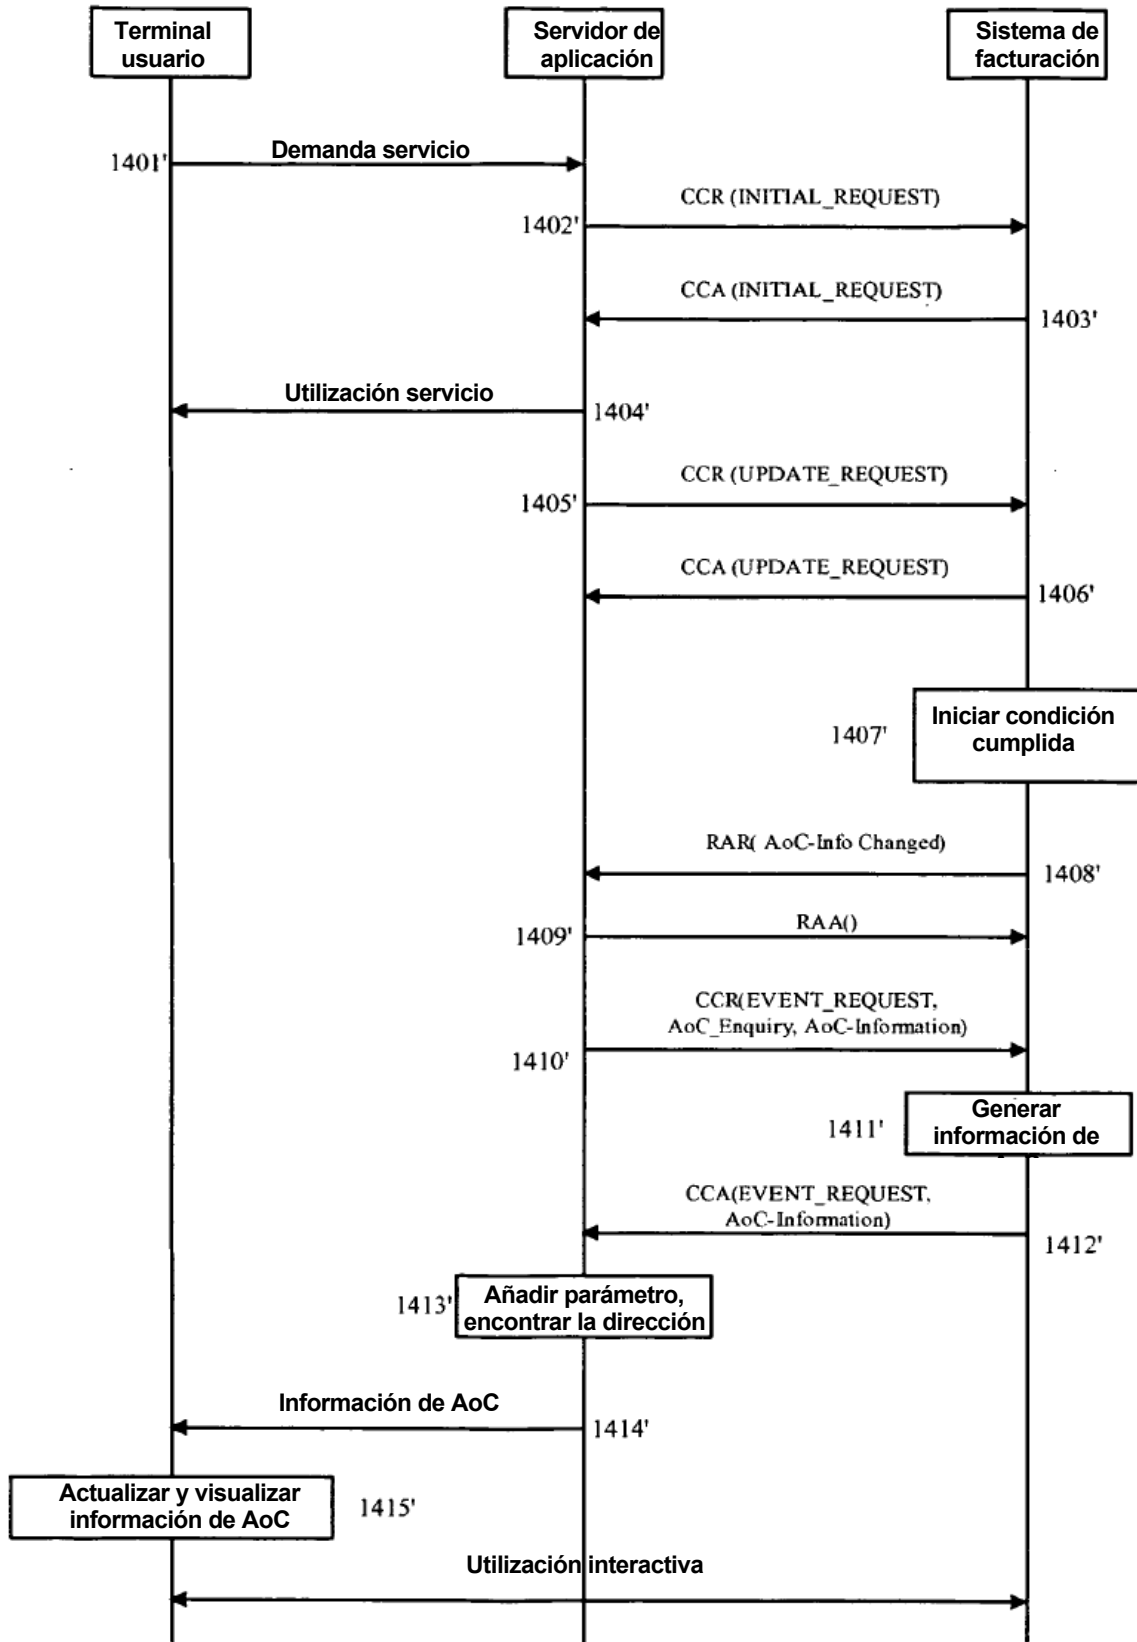 Terminal
usuario
Servidor de
aplicación
Sistema de
facturación
1401'
Demanda servicio
CCR (INITIAL_REQUEST)
1402'
CCA (INITIAL_REQUEST)
1403'
Utilización servicio
1404'
CCR (UPDATE_REQUEST)
1405'
CCA (UPDATE_REQUEST)
1406'
Iniciar condición
cumplida
1407'
RAR( AoC-Info Changed)
1408'
RAA()
1409'
CCR(EVENT_REQUEST,
AoC_Enquiry, AoC-Information)
1410'
Generar
información de
1411'
CCA(EVENT_REQUEST,
AoC-Information)
1412'
1413'
Añadir parámetro,
encontrar la dirección
Información de AoC
1414'
Actualizar y visualizar
información de AoC
1415'
Utilización interactiva